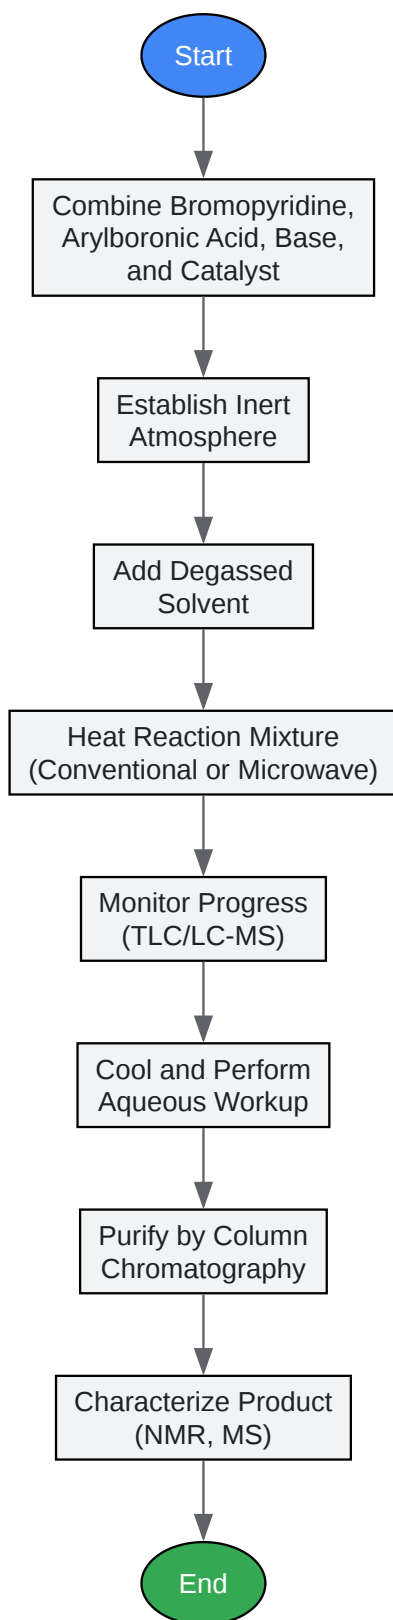 Start
Combine Bromopyridine,
Arylboronic Acid, Base,
and Catalyst
Establish Inert
Atmosphere
Add Degassed
Solvent
Heat Reaction Mixture
(Conventional or Microwave)
Monitor Progress
(TLC/LC-MS)
Cool and Perform
Aqueous Workup
Purify by Column
Chromatography
Characterize Product
(NMR, MS)
End